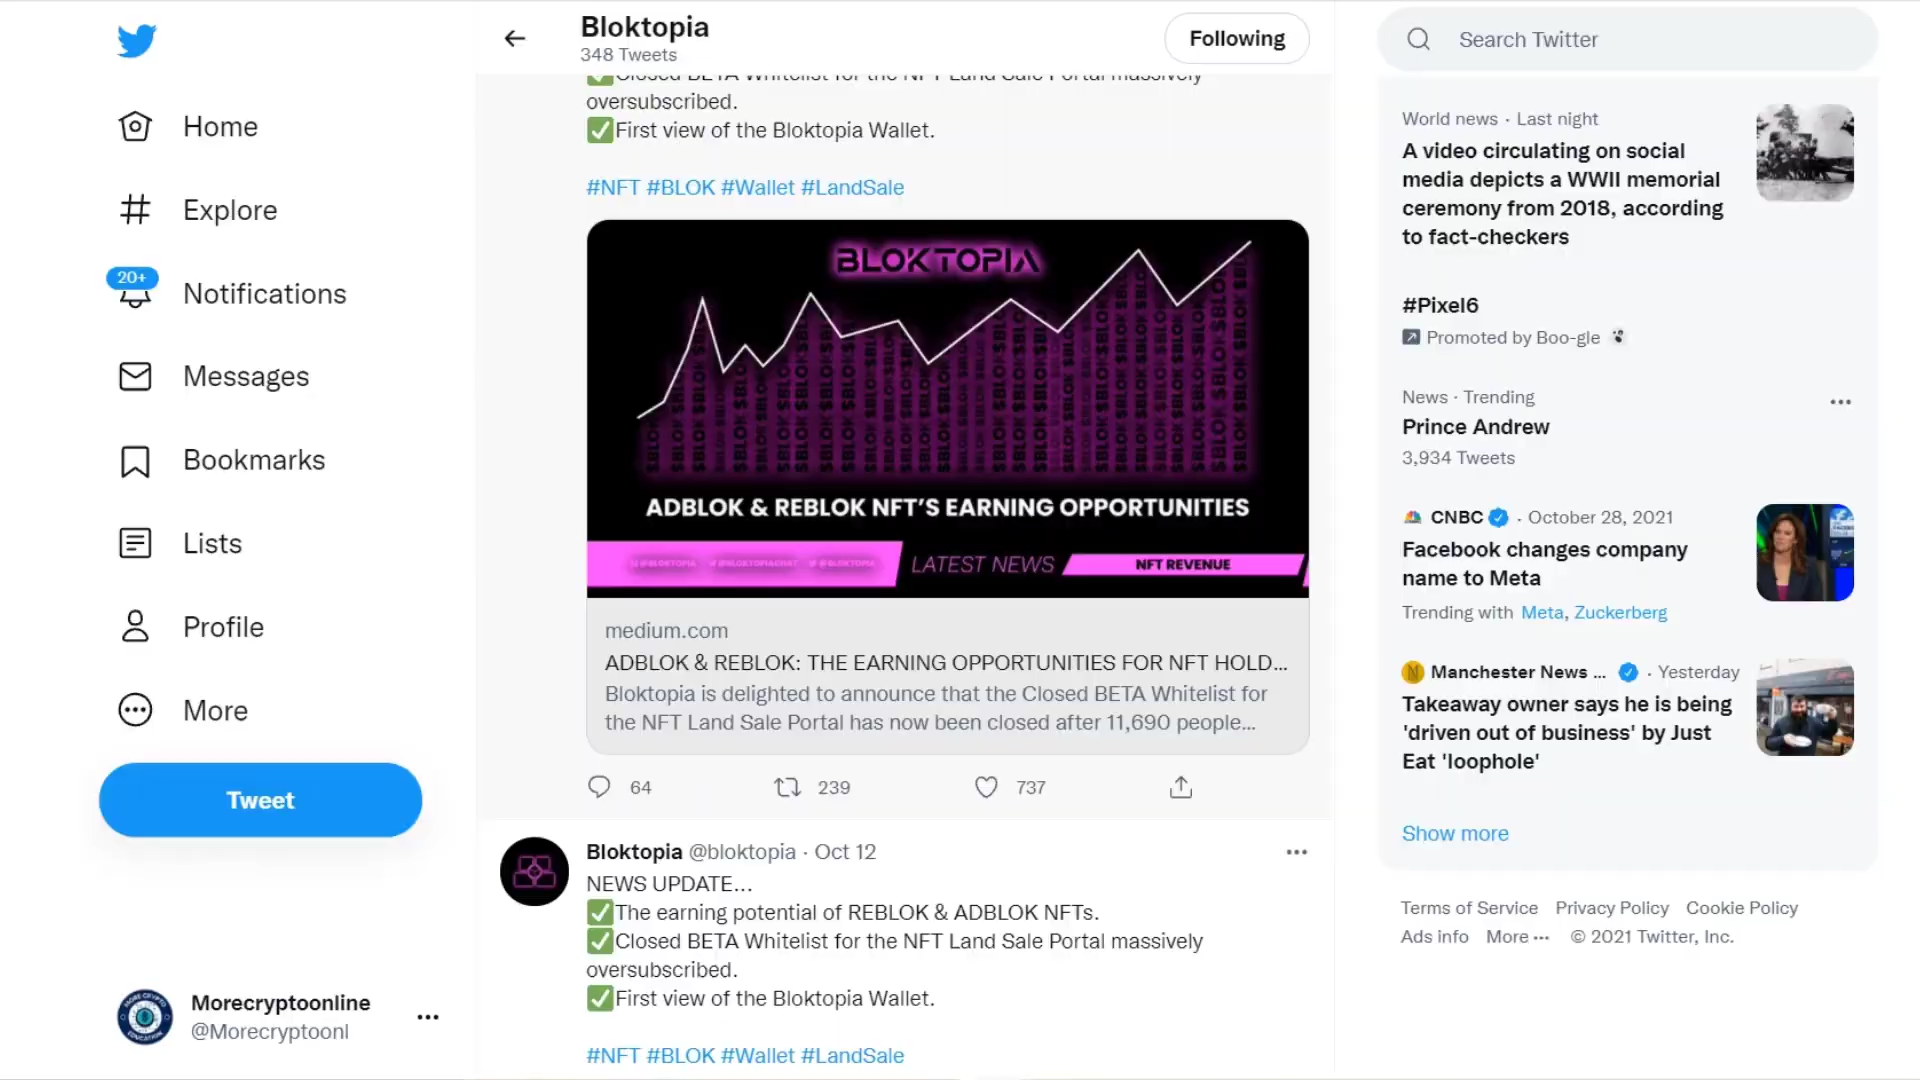 Home
Explore
20+
Notifications
Messages
Bookmarks
Lists
Profile
More
Tweet
Morecryptoonline
@Morecryptoonl
Bloktopia
348 Tweets
Following
Closed BETA Whitelist for the NFT Land Sale Portal massively
oversubscribed.
✅First view of the Bloktopia Wallet.
#NFT #BLOK #Wallet #LandSale
BLOKTOPIA
ADBLOK & REBLOK NFT'S EARNING OPPORTUNITIES
LATEST NEWS
NFT REVENUE
medium.com
ADBLOK & REBLOK: THE EARNING OPPORTUNITIES FOR NFT HOLD...
Bloktopia is delighted to announce that the Closed BETA Whitelist for
the NFT Land Sale Portal has now been closed after 11,690 people...
64 239 737
Bloktopia @bloktopia · Oct 12
NEWS UPDATE...
✅The earning potential of REBLOK & ADBLOK NFTs.
✅Closed BETA Whitelist for the NFT Land Sale Portal massively
oversubscribed.
✅First view of the Bloktopia Wallet.
#NFT #BLOK #Wallet #LandSale
Search Twitter
World news · Last night
A video circulating on social
media depicts a WWII memorial
ceremony from 2018, according
to fact-checkers
#Pixel6
Promoted by Boo-gle
News · Trending
Prince Andrew
3,934 Tweets
CNBC · October 28, 2021
Facebook changes company
name to Meta
Trending with Meta, Zuckerberg
Manchester News ... · Yesterday
Takeaway owner says he is being
'driven out of business' by Just
Eat 'loophole'
Show more
Terms of Service Privacy Policy Cookie Policy
Ads info More ··· © 2021 Twitter, Inc.